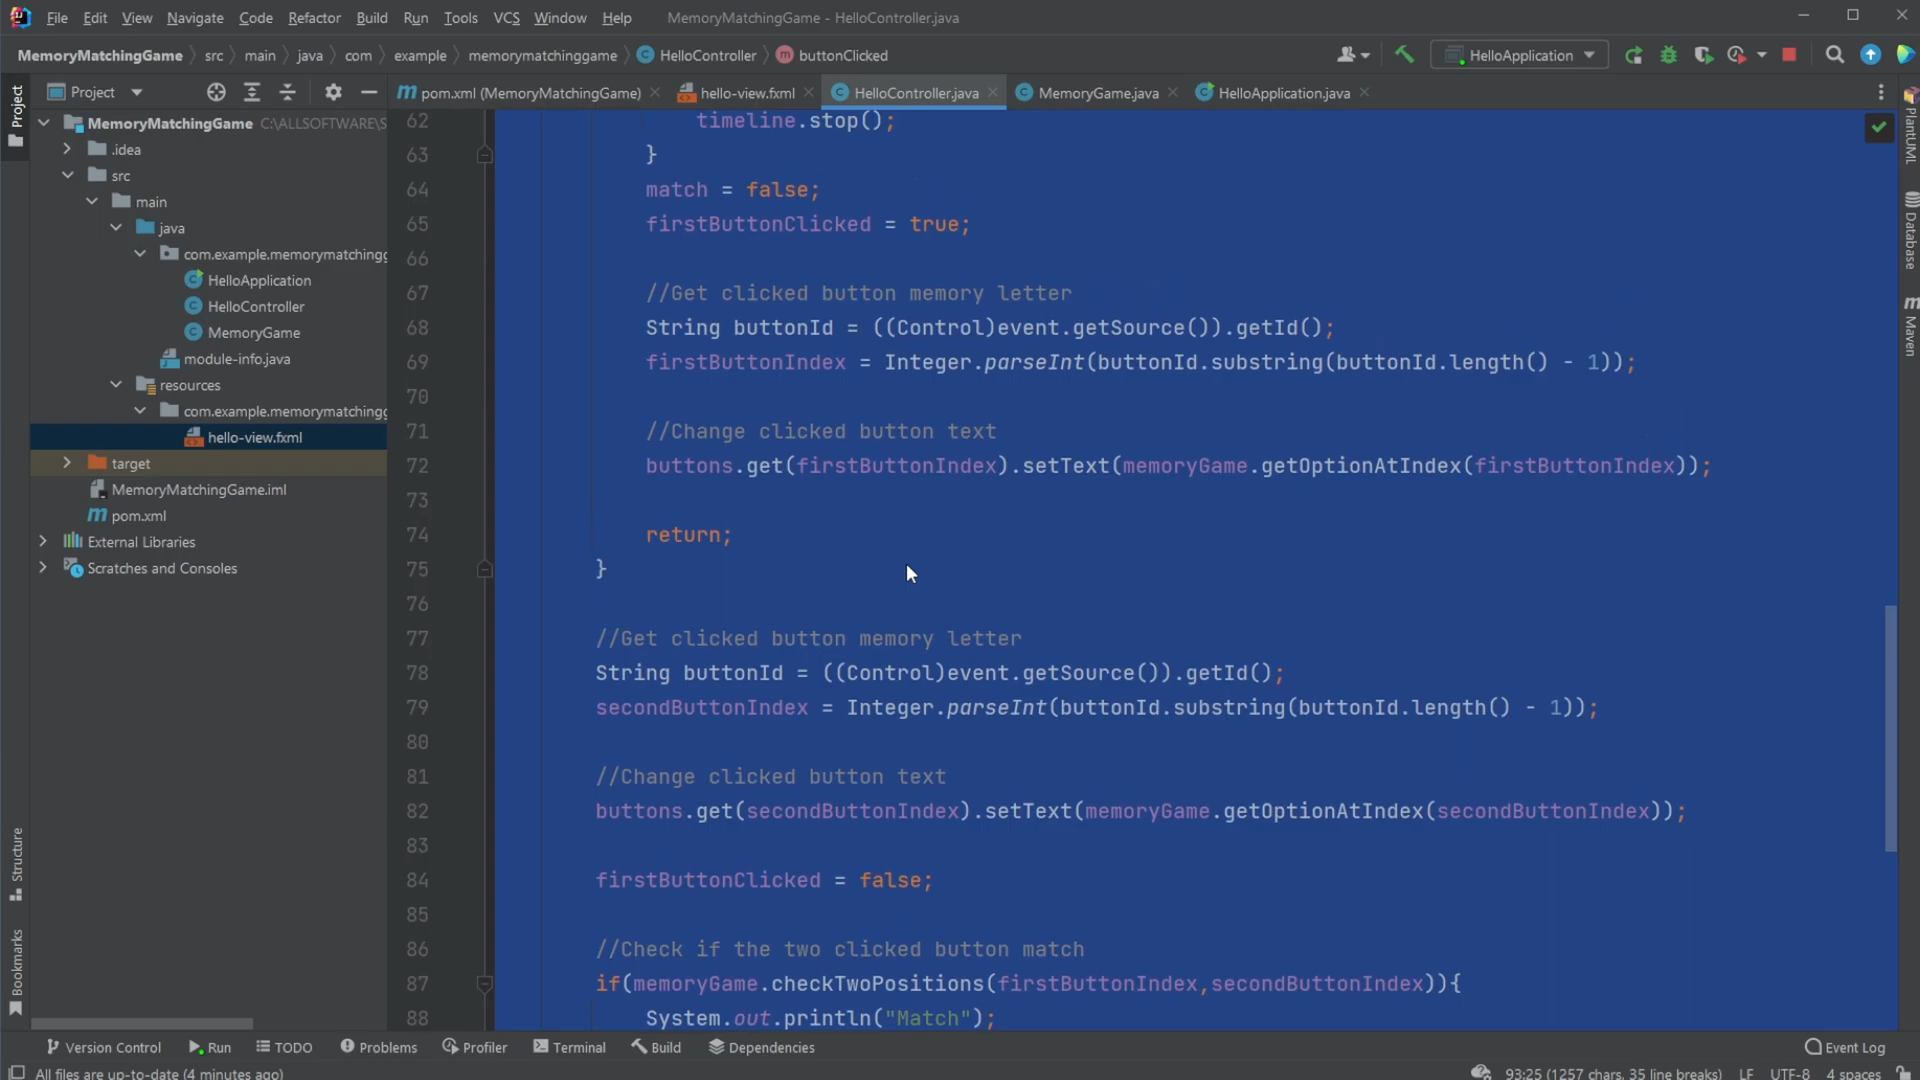 File Edit View Navigate Code Refactor Build Run Tools VCS Window Help MemoryMatchingGame - HelloController.java
MemoryMatchingGame src main java com example memorymatchinggame HelloController buttonClicked HelloApplication
Project
pom.xml (MemoryMatchingGame) hello-view.fxml HelloController.java MemoryGame.java HelloApplication.java
MemoryMatchingGame C:\ALLSOFTWARE\S
.idea
src
main
java
com.example.memorymatchingg
HelloApplication
HelloController
MemoryGame
module-info.java
resources
com.example.memorymatchingg
hello-view.fxml
target
MemoryMatchingGame.iml
pom.xml
External Libraries
Scratches and Consoles
Project
Structure
Bookmarks
62 timeline.stop();
63 }
64 match = false;
65 firstButtonClicked = true;
66
67 //Get clicked button memory letter
68 String buttonId = ((Control)event.getSource()).getId();
69 firstButtonIndex = Integer.parseInt(buttonId.substring(buttonId.length() - 1));
70
71 //Change clicked button text
72 buttons.get(firstButtonIndex).setText(memoryGame.getOptionAtIndex(firstButtonIndex));
73
74 return;
75 }
76
77 //Get clicked button memory letter
78 String buttonId = ((Control)event.getSource()).getId();
79 secondButtonIndex = Integer.parseInt(buttonId.substring(buttonId.length() - 1));
80
81 //Change clicked button text
82 buttons.get(secondButtonIndex).setText(memoryGame.getOptionAtIndex(secondButtonIndex));
83
84 firstButtonClicked = false;
85
86 //Check if the two clicked button match
87 if(memoryGame.checkTwoPositions(firstButtonIndex,secondButtonIndex)){
88 System.out.println("Match");
PlantUML
Database
Maven
Version Control Run TODO Problems Profiler Terminal Build Dependencies Event Log
All files are up-to-date (4 minutes ago) 93:25 (1257 chars, 35 line breaks) LF UTF-8 4 spaces